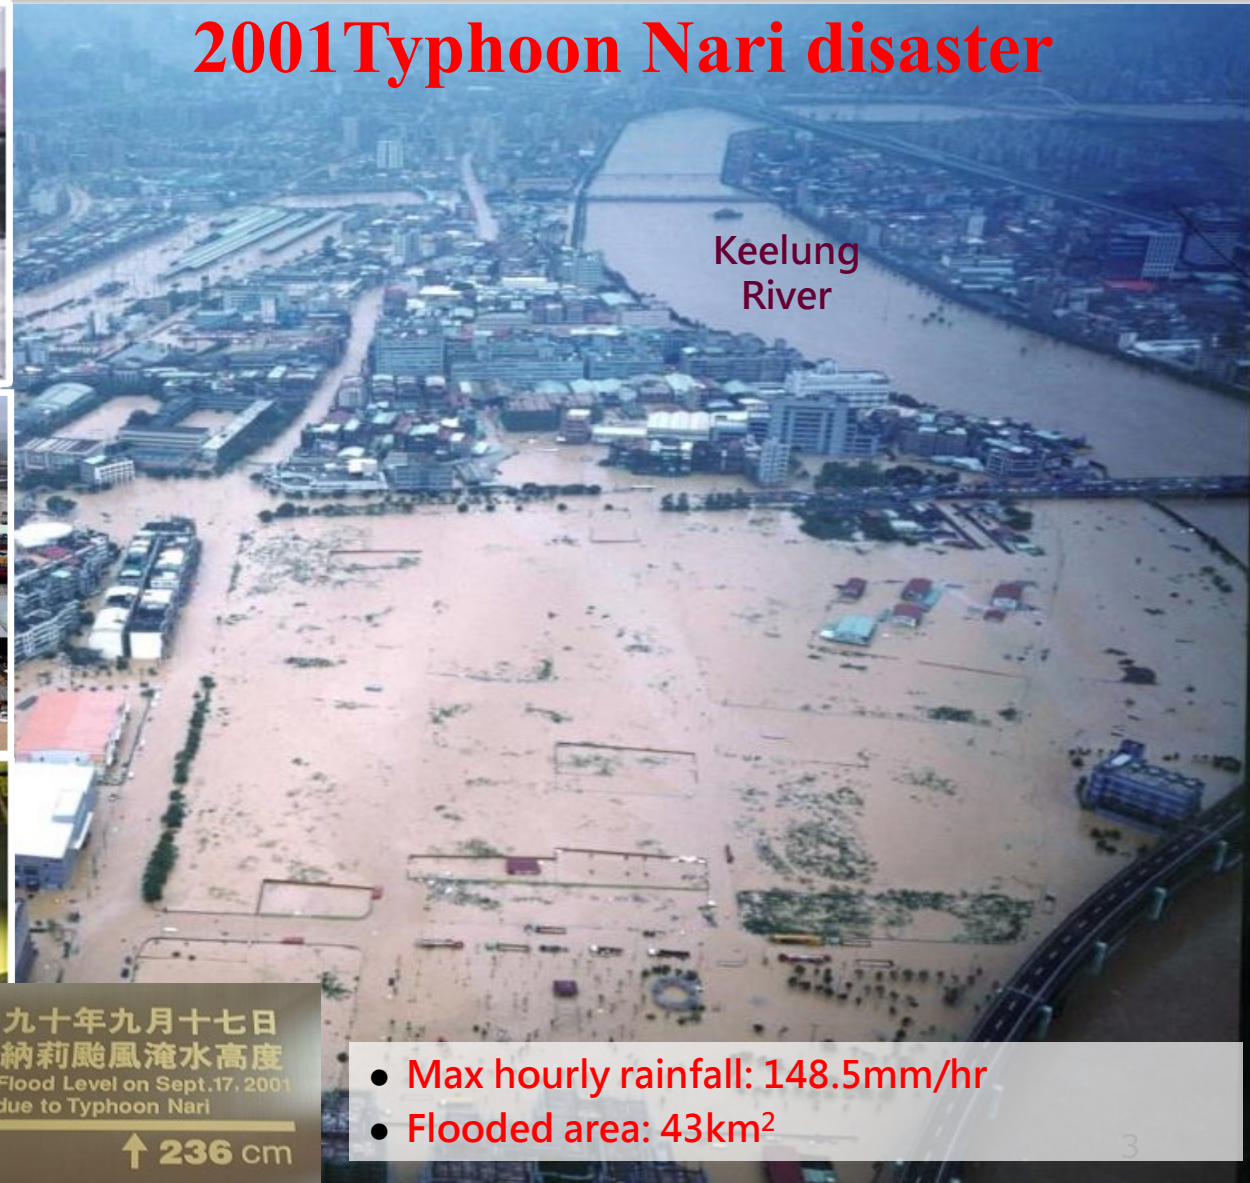 2001Typhoon Nari disaster
Keelung
River
九十年九月十七日
納莉颱風淹水高度
Flood Level on Sept.17, 2001
due to Typhoon Nari
↑ 236 cm
● Max hourly rainfall: 148.5mm/hr
● Flooded area: 43km²
3